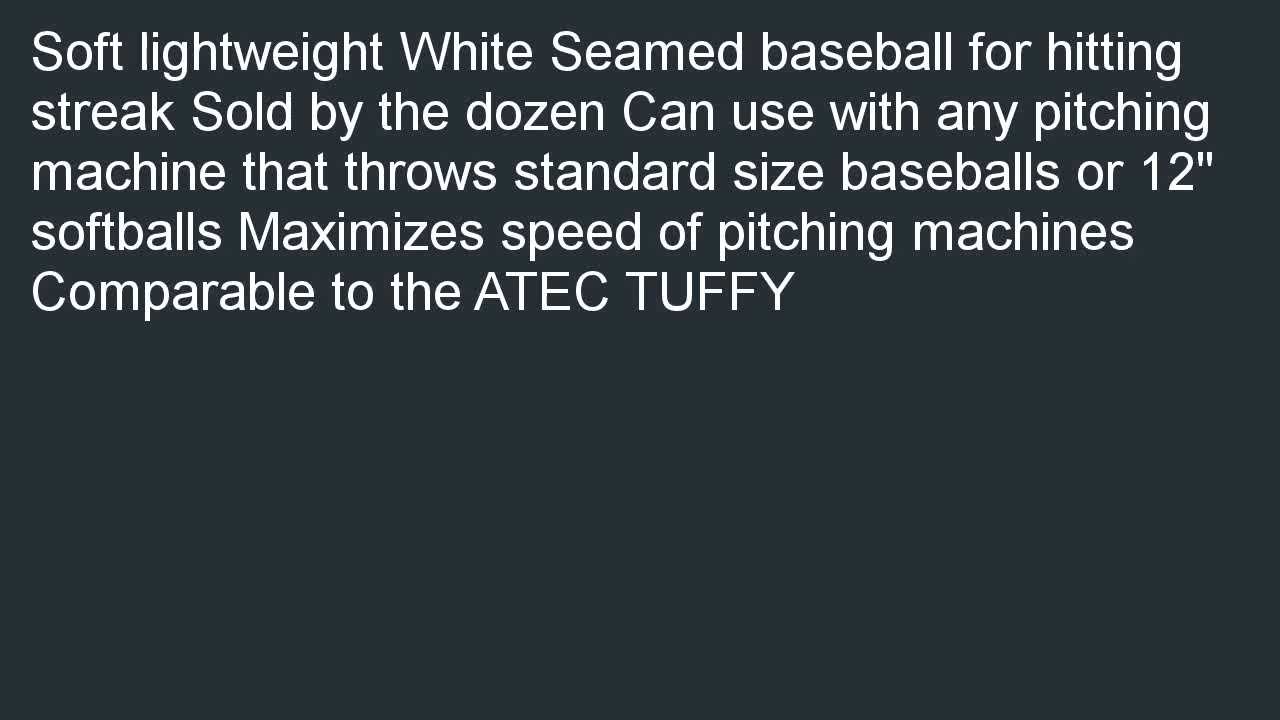 Soft lightweight White Seamed baseball for hitting
streak Sold by the dozen Can use with any pitching
machine that throws standard size baseballs or 12"
softballs Maximizes speed of pitching machines
Comparable to the ATEC TUFFY